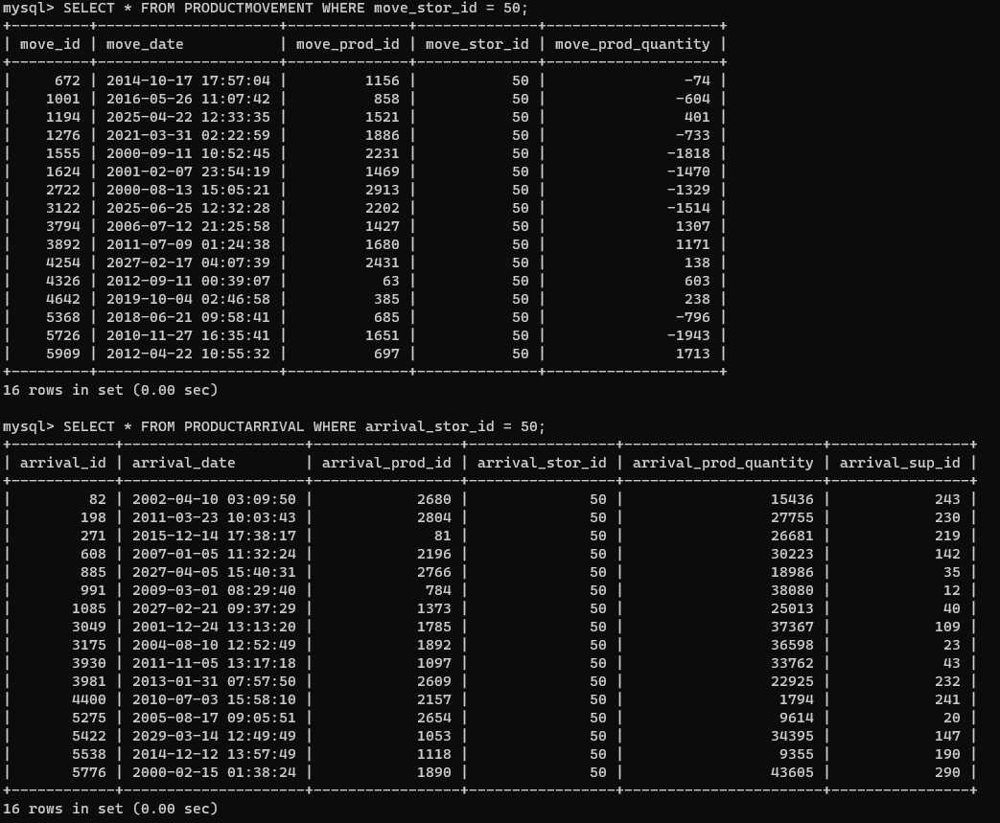 mysql> SELECT * FROM PRODUCTMOVEMENT WHERE move_stor_id = 50;
+---------+---------------------+--------------+--------------+--------------------+
| move_id | move_date           | move_prod_id | move_stor_id | move_prod_quantity |
+---------+---------------------+--------------+--------------+--------------------+
|     672 | 2014-10-17 17:57:04 |         1156 |           50 |                -74 |
|    1001 | 2016-05-26 11:07:42 |          858 |           50 |               -604 |
|    1194 | 2025-04-22 12:33:35 |         1521 |           50 |                401 |
|    1276 | 2021-03-31 02:22:59 |         1886 |           50 |               -733 |
|    1555 | 2000-09-11 10:52:45 |         2231 |           50 |              -1818 |
|    1624 | 2001-02-07 23:54:19 |         1469 |           50 |              -1470 |
|    2722 | 2000-08-13 15:05:21 |         2913 |           50 |              -1329 |
|    3122 | 2025-06-25 12:32:28 |         2202 |           50 |              -1514 |
|    3794 | 2006-07-12 21:25:58 |         1427 |           50 |               1307 |
|    3892 | 2011-07-09 01:24:38 |         1680 |           50 |               1171 |
|    4254 | 2027-02-17 04:07:39 |         2431 |           50 |                138 |
|    4326 | 2012-09-11 00:39:07 |           63 |           50 |                603 |
|    4642 | 2019-10-04 02:46:58 |          385 |           50 |                238 |
|    5368 | 2018-06-21 09:58:41 |          685 |           50 |               -796 |
|    5726 | 2010-11-27 16:35:41 |         1651 |           50 |              -1943 |
|    5909 | 2012-04-22 10:55:32 |          697 |           50 |               1713 |
+---------+---------------------+--------------+--------------+--------------------+
16 rows in set (0.00 sec)

mysql> SELECT * FROM PRODUCTARRIVAL WHERE arrival_stor_id = 50;
+------------+---------------------+-----------------+-----------------+-----------------------+----------------+
| arrival_id | arrival_date        | arrival_prod_id | arrival_stor_id | arrival_prod_quantity | arrival_sup_id |
+------------+---------------------+-----------------+-----------------+-----------------------+----------------+
|         82 | 2002-04-10 03:09:50 |            2680 |              50 |                 15436 |            243 |
|        198 | 2011-03-23 10:03:43 |            2804 |              50 |                 27755 |            230 |
|        271 | 2015-12-14 17:38:17 |              81 |              50 |                 26681 |            219 |
|        608 | 2007-01-05 11:32:24 |            2196 |              50 |                 30223 |            142 |
|        885 | 2027-04-05 15:40:31 |            2766 |              50 |                 18986 |             35 |
|        991 | 2009-03-01 08:29:40 |             784 |              50 |                 38080 |             12 |
|       1085 | 2027-02-21 09:37:29 |            1373 |              50 |                 25013 |             40 |
|       3049 | 2001-12-24 13:13:20 |            1785 |              50 |                 37367 |            109 |
|       3175 | 2004-08-10 12:52:49 |            1892 |              50 |                 36598 |             23 |
|       3930 | 2011-11-05 13:17:18 |            1097 |              50 |                 33762 |             43 |
|       3981 | 2013-01-31 07:57:50 |            2609 |              50 |                 22925 |            232 |
|       4400 | 2010-07-03 15:58:10 |            2157 |              50 |                  1794 |            241 |
|       5275 | 2005-08-17 09:05:51 |            2654 |              50 |                  9614 |             20 |
|       5422 | 2029-03-14 12:49:49 |            1053 |              50 |                 34395 |            147 |
|       5538 | 2014-12-12 13:57:49 |            1118 |              50 |                  9355 |            190 |
|       5776 | 2000-02-15 01:38:24 |            1890 |              50 |                 43605 |            290 |
+------------+---------------------+-----------------+-----------------+-----------------------+----------------+
16 rows in set (0.00 sec)